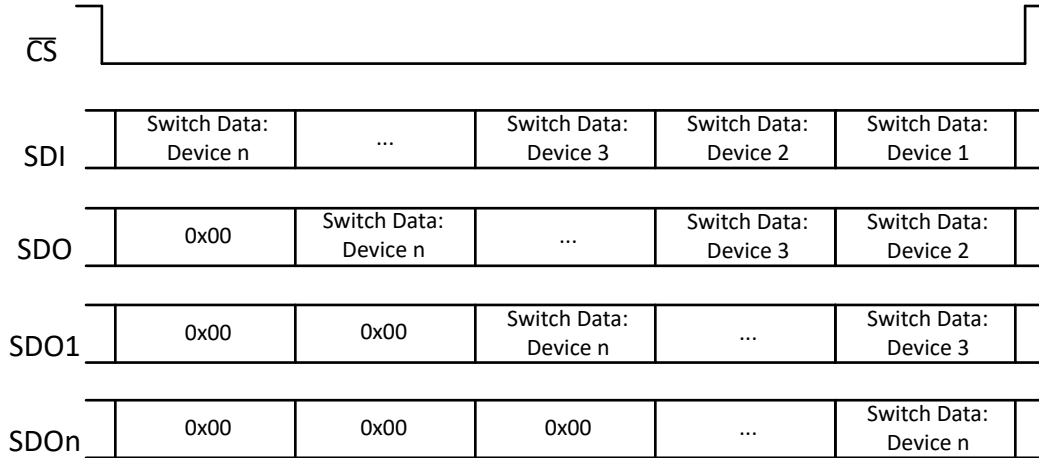 CS
Switch Data:
Device n
...
Switch Data:
Device 3
Switch Data:
Device 2
Switch Data:
Device 1
SDI
0x00
Switch Data:
Device n
...
Switch Data:
Device 3
Switch Data:
Device 2
SDO
0x00
0x00
Switch Data:
Device n
...
Switch Data:
Device 3
SDO1
0x00
0x00
0x00
...
Switch Data:
Device n
SDOn